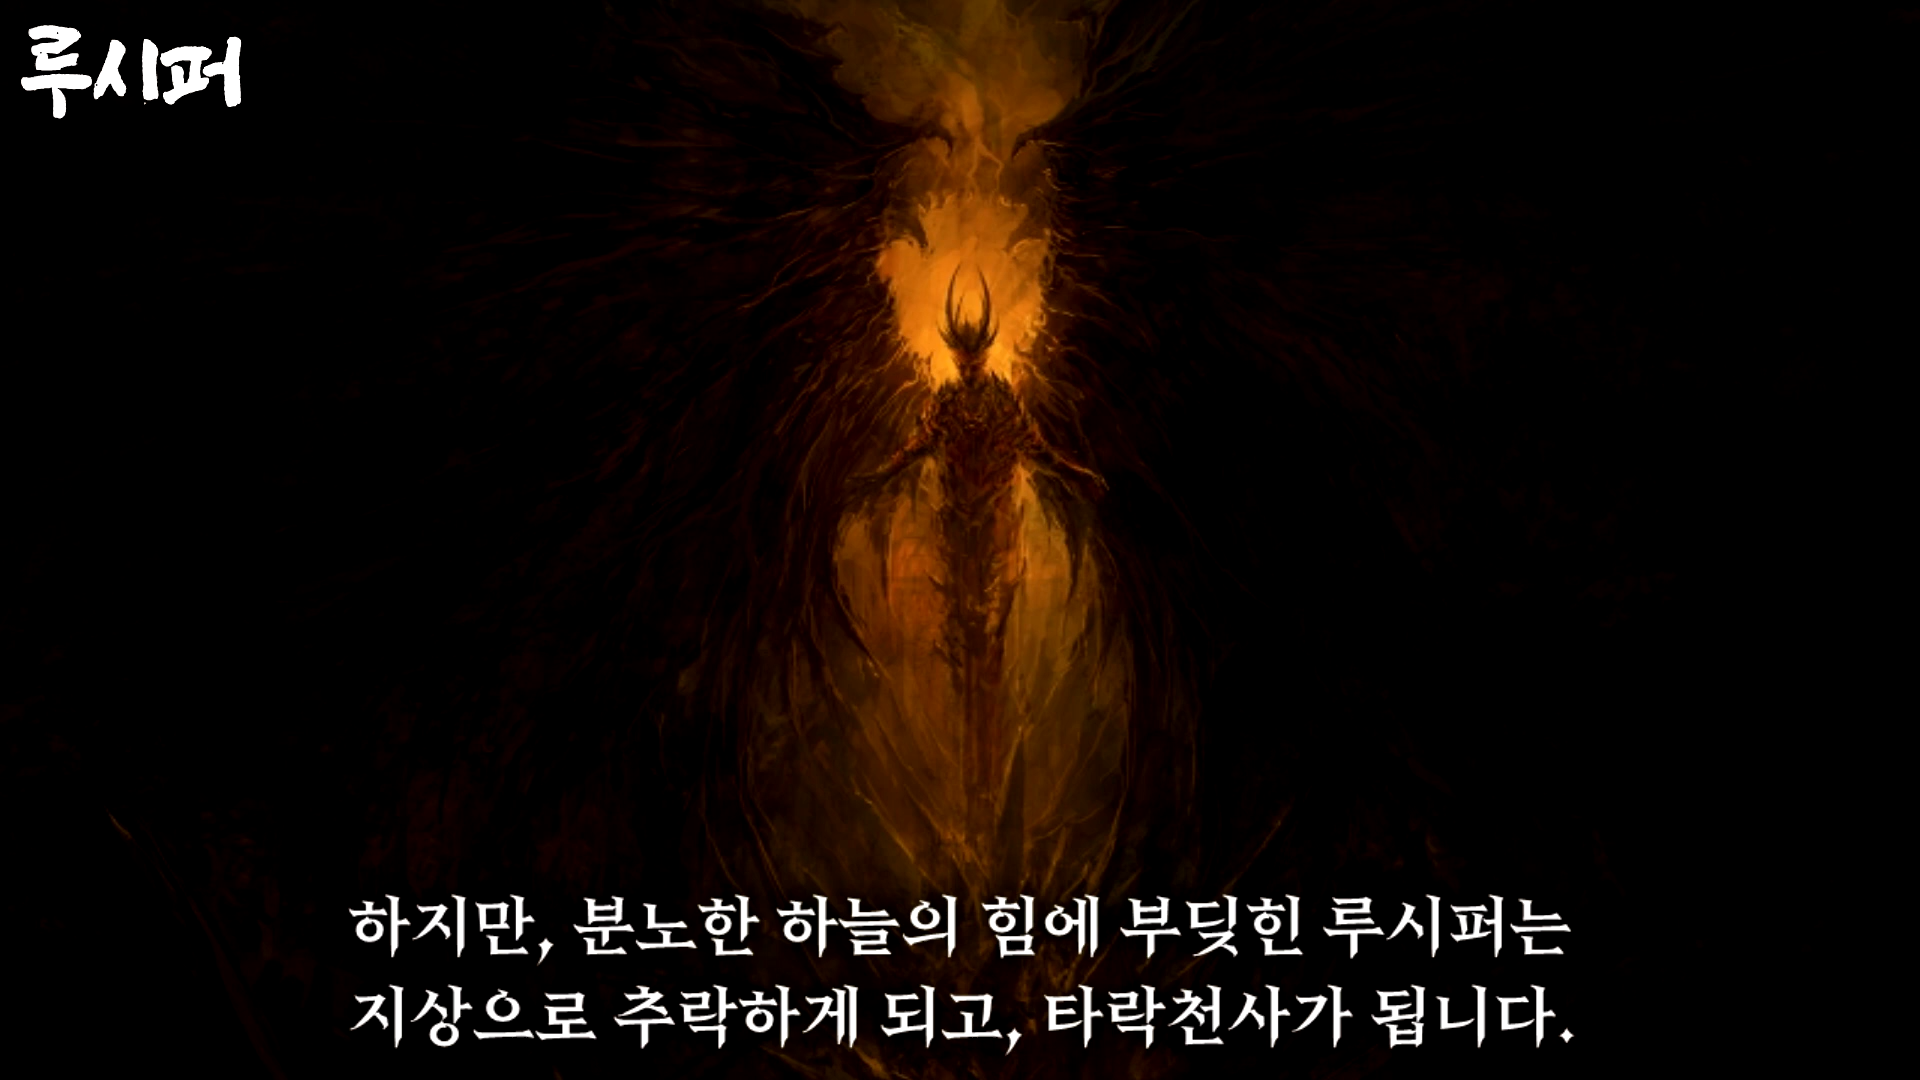 루시퍼
하지만, 분노한 하늘의 힘에 부딪힌 루시퍼는
지상으로 추락하게 되고, 타락천사가 됩니다.